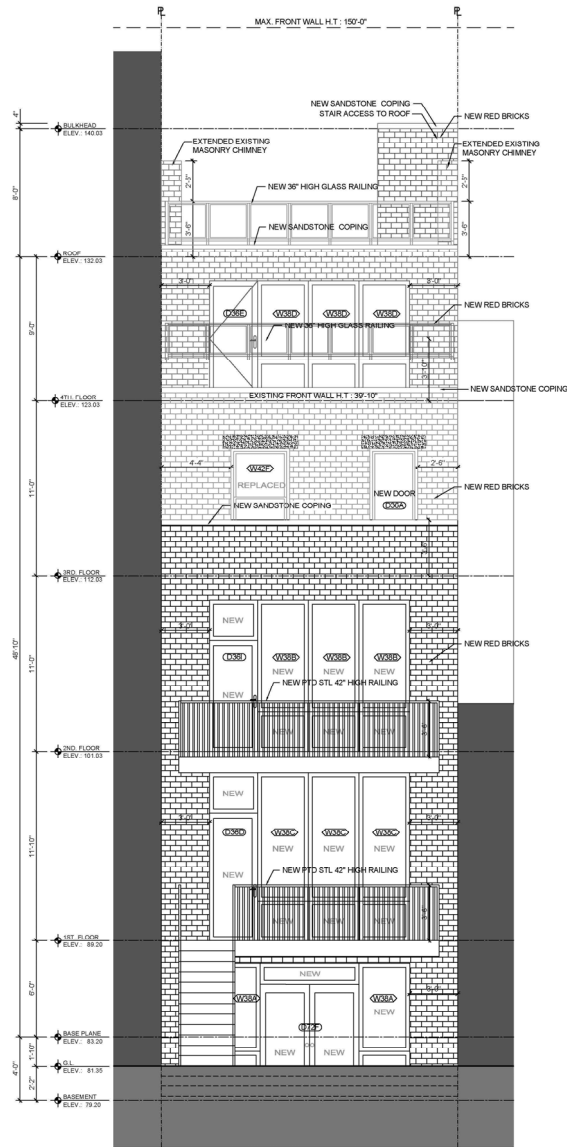 PL PL
MAX. FRONT WALL H.T : 150'-0"
NEW SANDSTONE COPING
STAIR ACCESS TO ROOF
NEW RED BRICKS
4"
BULKHEAD
ELEV.: 140.03
EXTENDED EXISTING
MASONRY CHIMNEY
EXTENDED EXISTING
MASONRY CHIMNEY
8'-0"
NEW 36" HIGH GLASS RAILING
3'-6"
3'-6"
NEW SANDSTONE COPING
ROOF
ELEV.: 132.03
3'-0"
D36E
W38D
W38D
W38D
NEW RED BRICKS
NEW 36" HIGH GLASS RAILING
9'-0"
NEW SANDSTONE COPING
EXISTING FRONT WALL H.T : 39'-10"
4TH. FLOOR
ELEV.: 123.03
4'-4"
W42F
REPLACED
NEW DOOR
NEW RED BRICKS
11'-0"
NEW SANDSTONE COPING
3RD. FLOOR
ELEV.: 112.03
48'10"
NEW
3'-0"
D36I
W38B
W38B
W38B
NEW RED BRICKS
11'-0"
NEW
NEW
NEW
NEW
NEW PTD STL 42" HIGH RAILING
NEW
NEW
NEW
3'-6"
2ND. FLOOR
ELEV.: 101.03
NEW
3'-0"
D36D
W38C
W38C
W38C
3'-0"
11'-10"
NEW
NEW
NEW
NEW
NEW PTD STL 42" HIGH RAILING
NEW
NEW
NEW
3'-6"
1ST. FLOOR
ELEV.: 89.20
NEW
W38A
W38A
NEW
6'-0"
D72F
BASE PLANE
ELEV.: 83.20
NEW
NEW
1'-10"
G.L.
ELEV.: 81.35
4'-0"
2'-2"
BASEMENT
ELEV.: 79.20